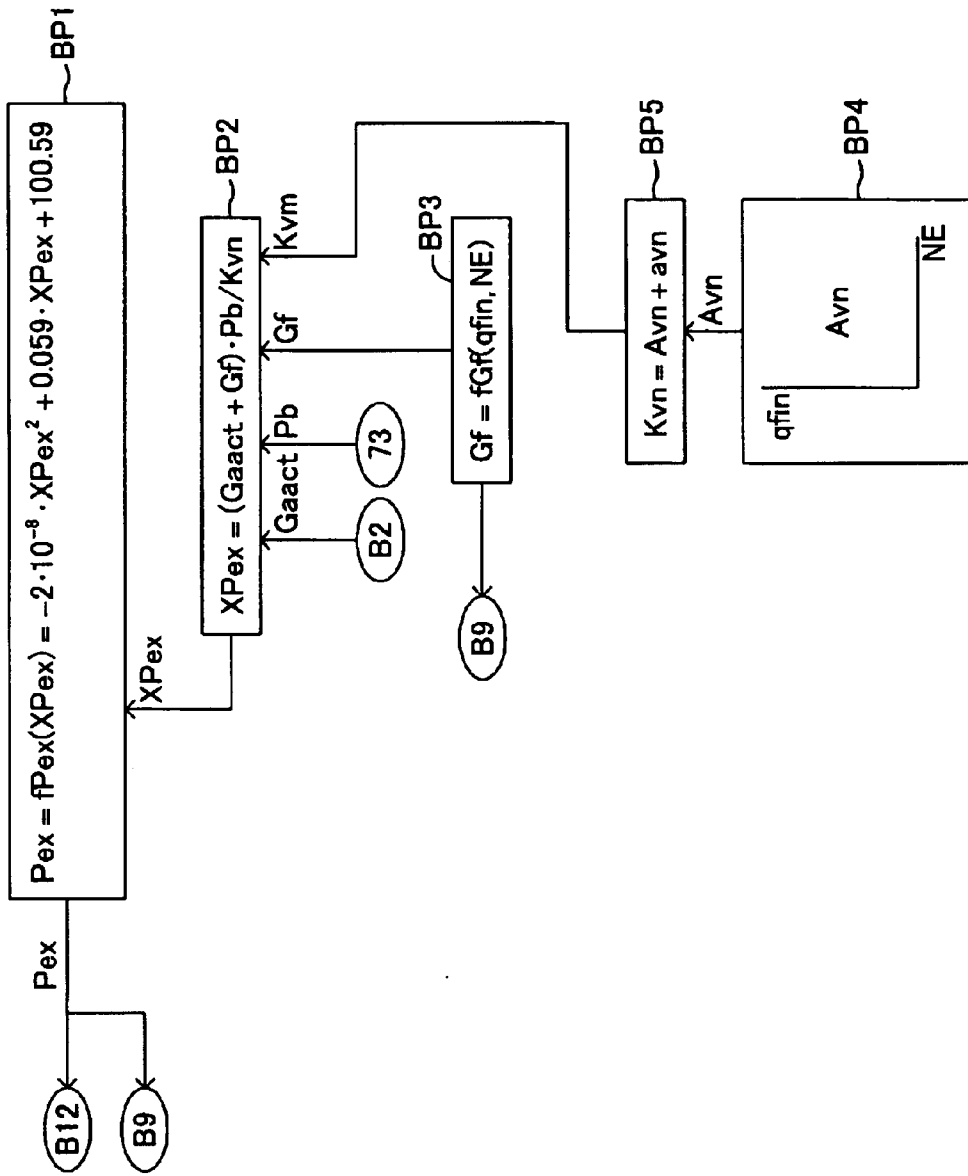 BP1
Pex = fPex(XPex) = −2·10⁻⁸·XPex² + 0.059·XPex + 100.59
Pex
B12
B9
XPex
BP2
XPex = (Gaact + Gf)·Pb/Kvn
Gaact
Pb
Gf
Kvm
B2
73
BP3
Gf = fGf(qfin, NE)
B9
BP5
Kvn = Avn + avn
Avn
BP4
qfin
Avn
NE